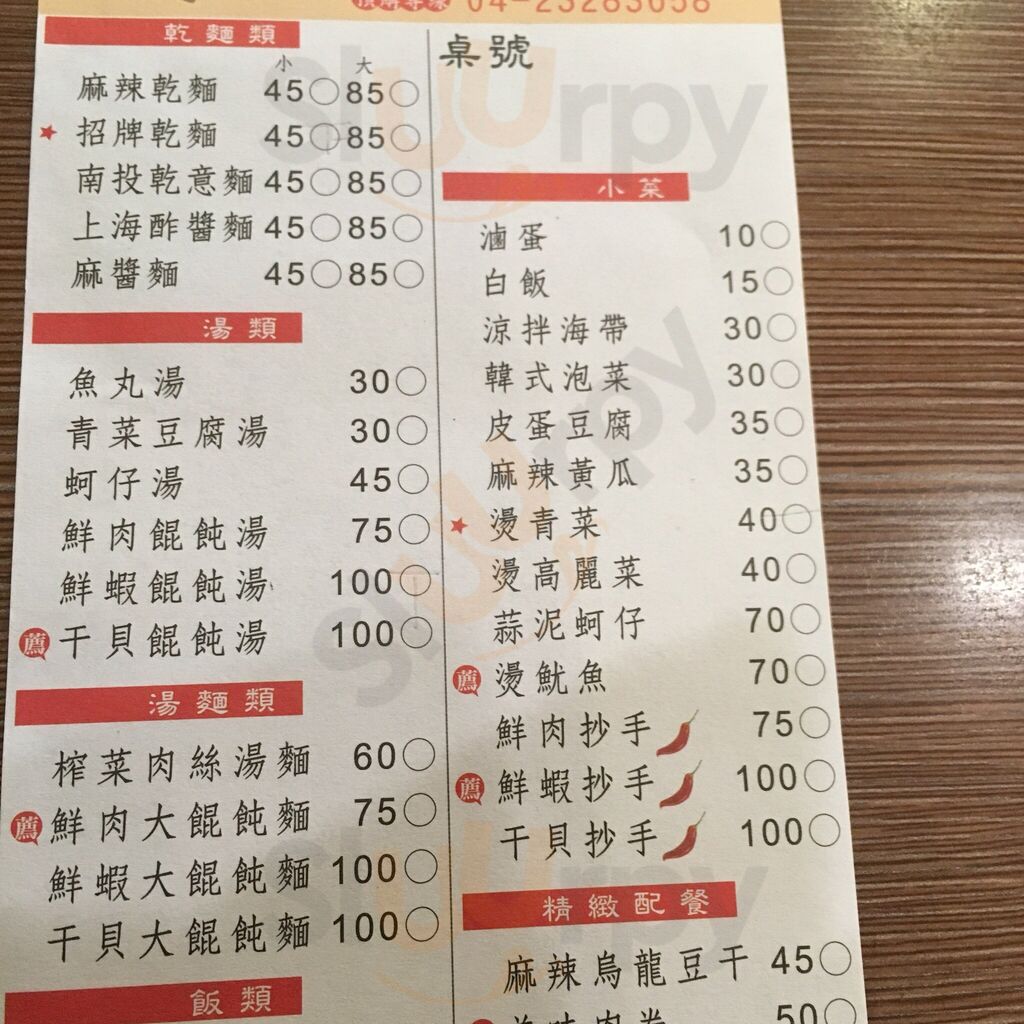 04-23283058
乾麵類
小 大
麻辣乾麵 45 85
招牌乾麵 45 85
南投乾意麵 45 85
上海酢醬麵 45 85
麻醬麵 45 85
湯類
魚丸湯 30
青菜豆腐湯 30
蚵仔湯 45
鮮肉餛飩湯 75
鮮蝦餛飩湯 100
薦 干貝餛飩湯 100
湯麵類
榨菜肉絲湯麵 60
薦 鮮肉大餛飩麵 75
鮮蝦大餛飩麵 100
干貝大餛飩麵 100
飯類
桌號
小菜
滷蛋 10
白飯 15
涼拌海帶 30
韓式泡菜 30
皮蛋豆腐 35
麻辣黃瓜 35
燙青菜 40
燙高麗菜 40
蒜泥蚵仔 70
薦 燙魷魚 70
鮮肉抄手 75
薦 鮮蝦抄手 100
干貝抄手 100
精緻配餐
麻辣烏龍豆干 45
50
Sluurpy
Sluurpy
Sluurpy